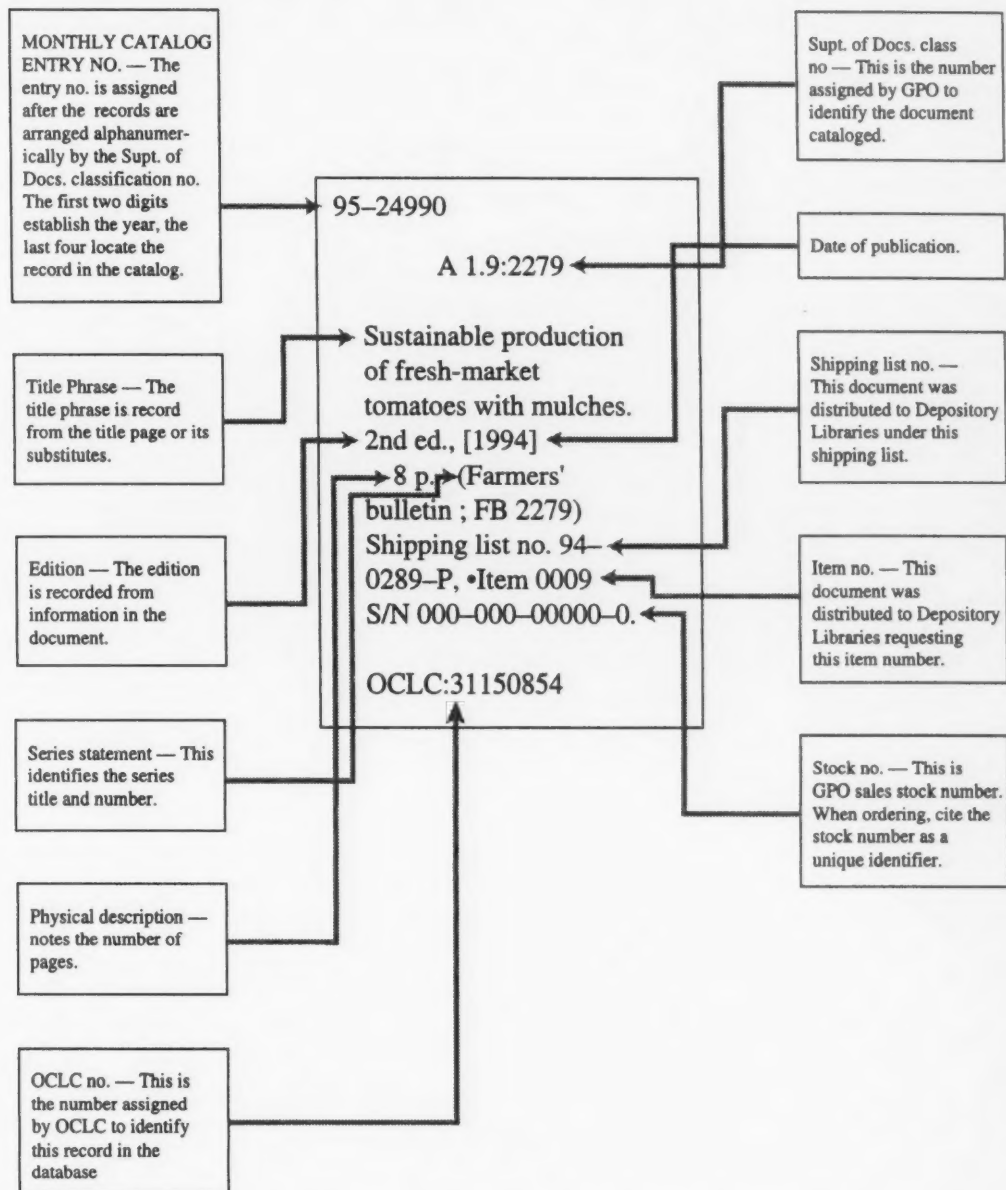 MONTHLY CATALOG
ENTRY NO. — The
entry no. is assigned
after the records are
arranged alphanumer-
ically by the Supt. of
Docs. classification no.
The first two digits
establish the year, the
last four locate the
record in the catalog.
Title Phrase — The
title phrase is record
from the title page or its
substitutes.
Edition — The edition
is recorded from
information in the
document.
Series statement — This
identifies the series
title and number.
Physical description —
notes the number of
pages.
OCLC no. — This is
the number assigned
by OCLC to identify
this record in the
database
95–24990
A 1.9:2279
Sustainable production
of fresh-market
tomatoes with mulches.
2nd ed., [1994]
8 p. (Farmers'
bulletin ; FB 2279)
Shipping list no. 94–
0289–P, •Item 0009
S/N 000–000–00000–0.
OCLC:31150854
Supt. of Docs. class
no — This is the number
assigned by GPO to
identify the document
cataloged.
Date of publication.
Shipping list no. —
This document was
distributed to Depository
Libraries under this
shipping list.
Item no. — This
document was
distributed to Depository
Libraries requesting
this item number.
Stock no. — This is
GPO sales stock number.
When ordering, cite the
stock number as a
unique identifier.